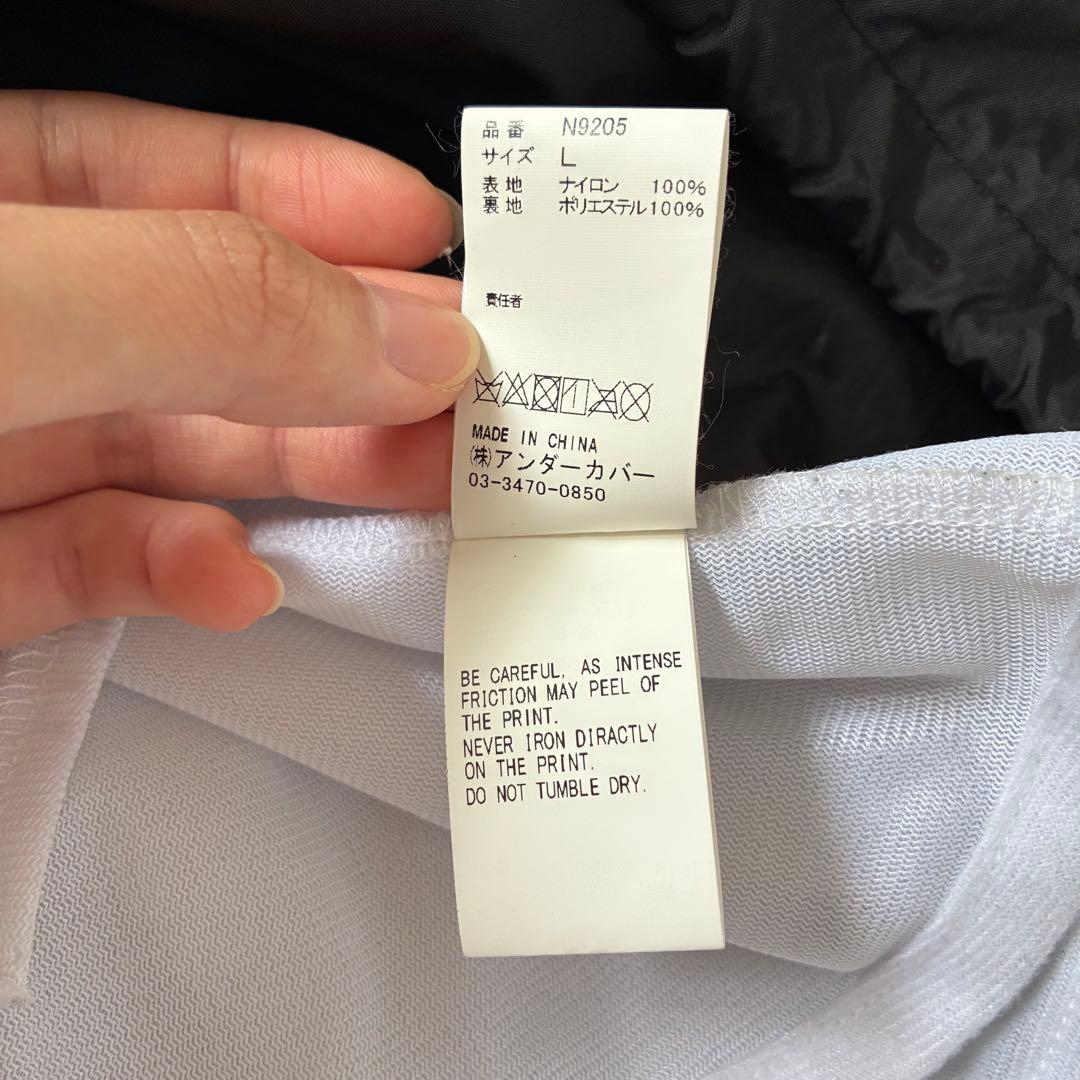 品番 N9205
サイズ L
表地 ナイロン 100%
裏地 ポリエステル100%
責任者
MADE IN CHINA
(株)アンダーカバー
03-3470-0850
BE CAREFUL, AS INTENSE
FRICTION MAY PEEL OF
THE PRINT.
NEVER IRON DIRACTLY
ON THE PRINT.
DO NOT TUMBLE DRY.